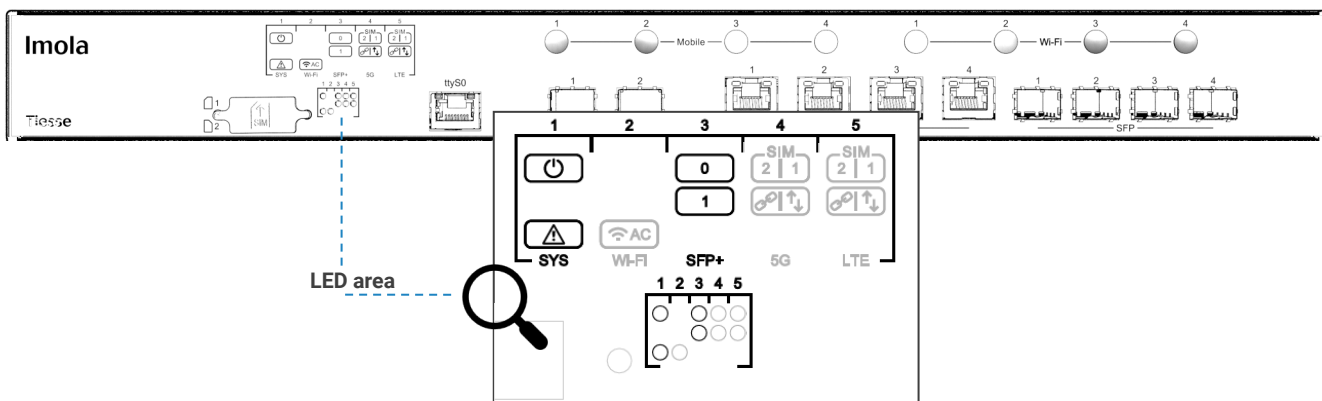 Imola
Tiesse
1 2 3 4 5
SIM SIM
0 2 1 2 1
1
AC
SYS Wi-Fi SFP+ 5G LTE
1 2 3 4 5
1
2
SIM
ttyS0
1 2 Mobile 3 4
1 2 Wi-Fi 3 4
1 2
1 2 3 4
1 2 3 4
SFP
LED area
1 2 3 4 5
SIM SIM
0 2 1 2 1
1
AC
SYS WI-FI SFP+ 5G LTE
1 2 3 4 5